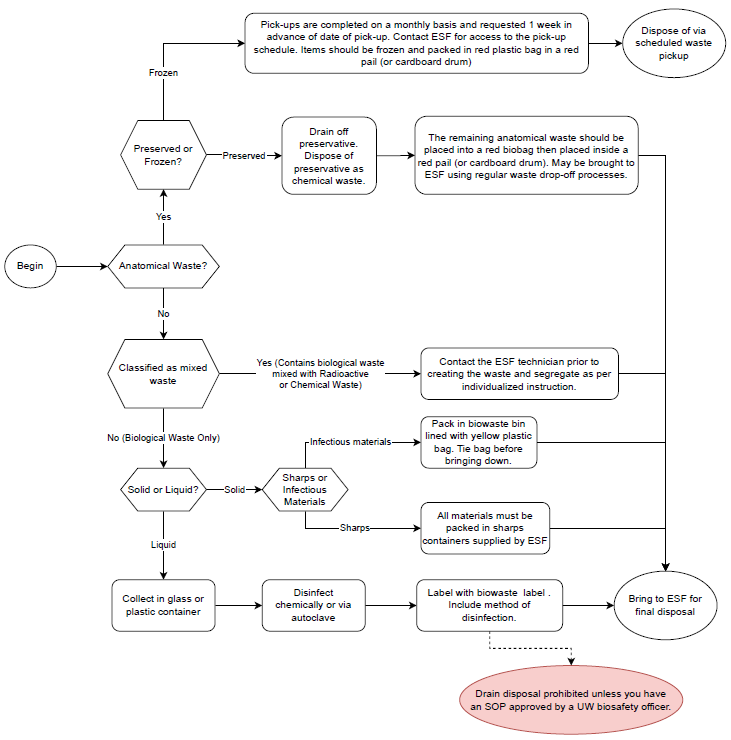 Pick-ups are completed on a monthly basis and requested 1 week in
advance of date of pick-up. Contact ESF for access to the pick-up
schedule. Items should be frozen and packed in red plastic bag in a red
pail (or cardboard drum)
Dispose of via
scheduled waste
pickup
Frozen
Preserved or
Frozen?
Preserved
Drain off
preservative.
Dispose of
preservative as
chemical waste.
The remaining anatomical waste should be
placed into a red biobag then placed inside a
red pail (or cardboard drum). May be brought to
ESF using regular waste drop-off processes.
Yes
Begin
Anatomical Waste?
No
Classified as mixed
waste
Yes (Contains biological waste
mixed with Radioactive
or Chemical Waste)
Contact the ESF technician prior to
creating the waste and segregate as per
individualized instruction.
No (Biological Waste Only)
Infectious materials
Pack in biowaste bin
lined with yellow plastic
bag. Tie bag before
bringing down.
Solid or Liquid?
Solid
Sharps or
Infectious
Materials
Sharps
All materials must be
packed in sharps
containers supplied by ESF
Liquid
Collect in glass or
plastic container
Disinfect
chemically or via
autoclave
Label with biowaste label .
Include method of
disinfection.
Bring to ESF for
final disposal
Drain disposal prohibited unless you have
an SOP approved by a UW biosafety officer.